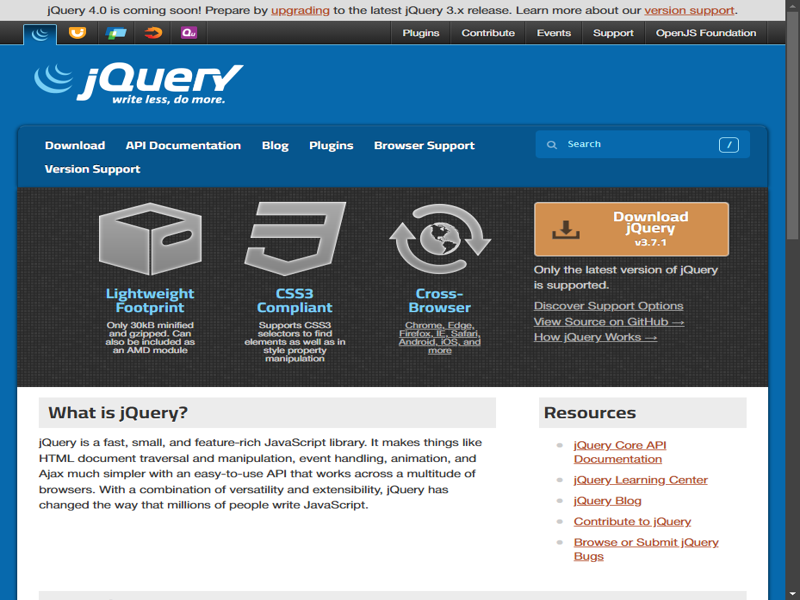 jQuery 4.0 is coming soon! Prepare by upgrading to the latest jQuery 3.x release. Learn more about our version support.
Qu
Plugins Contribute Events Support OpenJS Foundation
jQuery
write less, do more.
Download API Documentation Blog Plugins Browser Support
Search /
Version Support
Lightweight
Footprint
Only 30kB minified
and gzipped. Can
also be included as
an AMD module
CSS3
Compliant
Supports CSS3
selectors to find
elements as well as in
style property
manipulation
Cross-
Browser
Chrome, Edge,
Firefox, IE, Safari,
Android, iOS, and
more
Download
jQuery
v3.7.1
Only the latest version of jQuery
is supported.
Discover Support Options
View Source on GitHub →
How jQuery Works →
What is jQuery?
jQuery is a fast, small, and feature-rich JavaScript library. It makes things like
HTML document traversal and manipulation, event handling, animation, and
Ajax much simpler with an easy-to-use API that works across a multitude of
browsers. With a combination of versatility and extensibility, jQuery has
changed the way that millions of people write JavaScript.
Resources
jQuery Core API
Documentation
jQuery Learning Center
jQuery Blog
Contribute to jQuery
Browse or Submit jQuery
Bugs